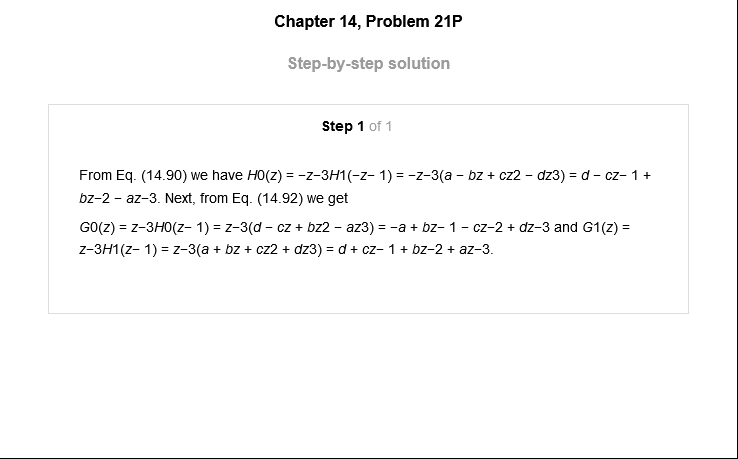 Chapter 14, Problem 21P
Step-by-step solution
Step 1 of 1
From Eq. (14.90) we have H0(z) = −z−3H1(−z− 1) = −z−3(a − bz + cz2 − dz3) = d − cz− 1 +
bz−2 − az−3. Next, from Eq. (14.92) we get
G0(z) = z−3H0(z− 1) = z−3(d − cz + bz2 − az3) = −a + bz− 1 − cz−2 + dz−3 and G1(z) =
z−3H1(z− 1) = z−3(a + bz + cz2 + dz3) = d + cz− 1 + bz−2 + az−3.